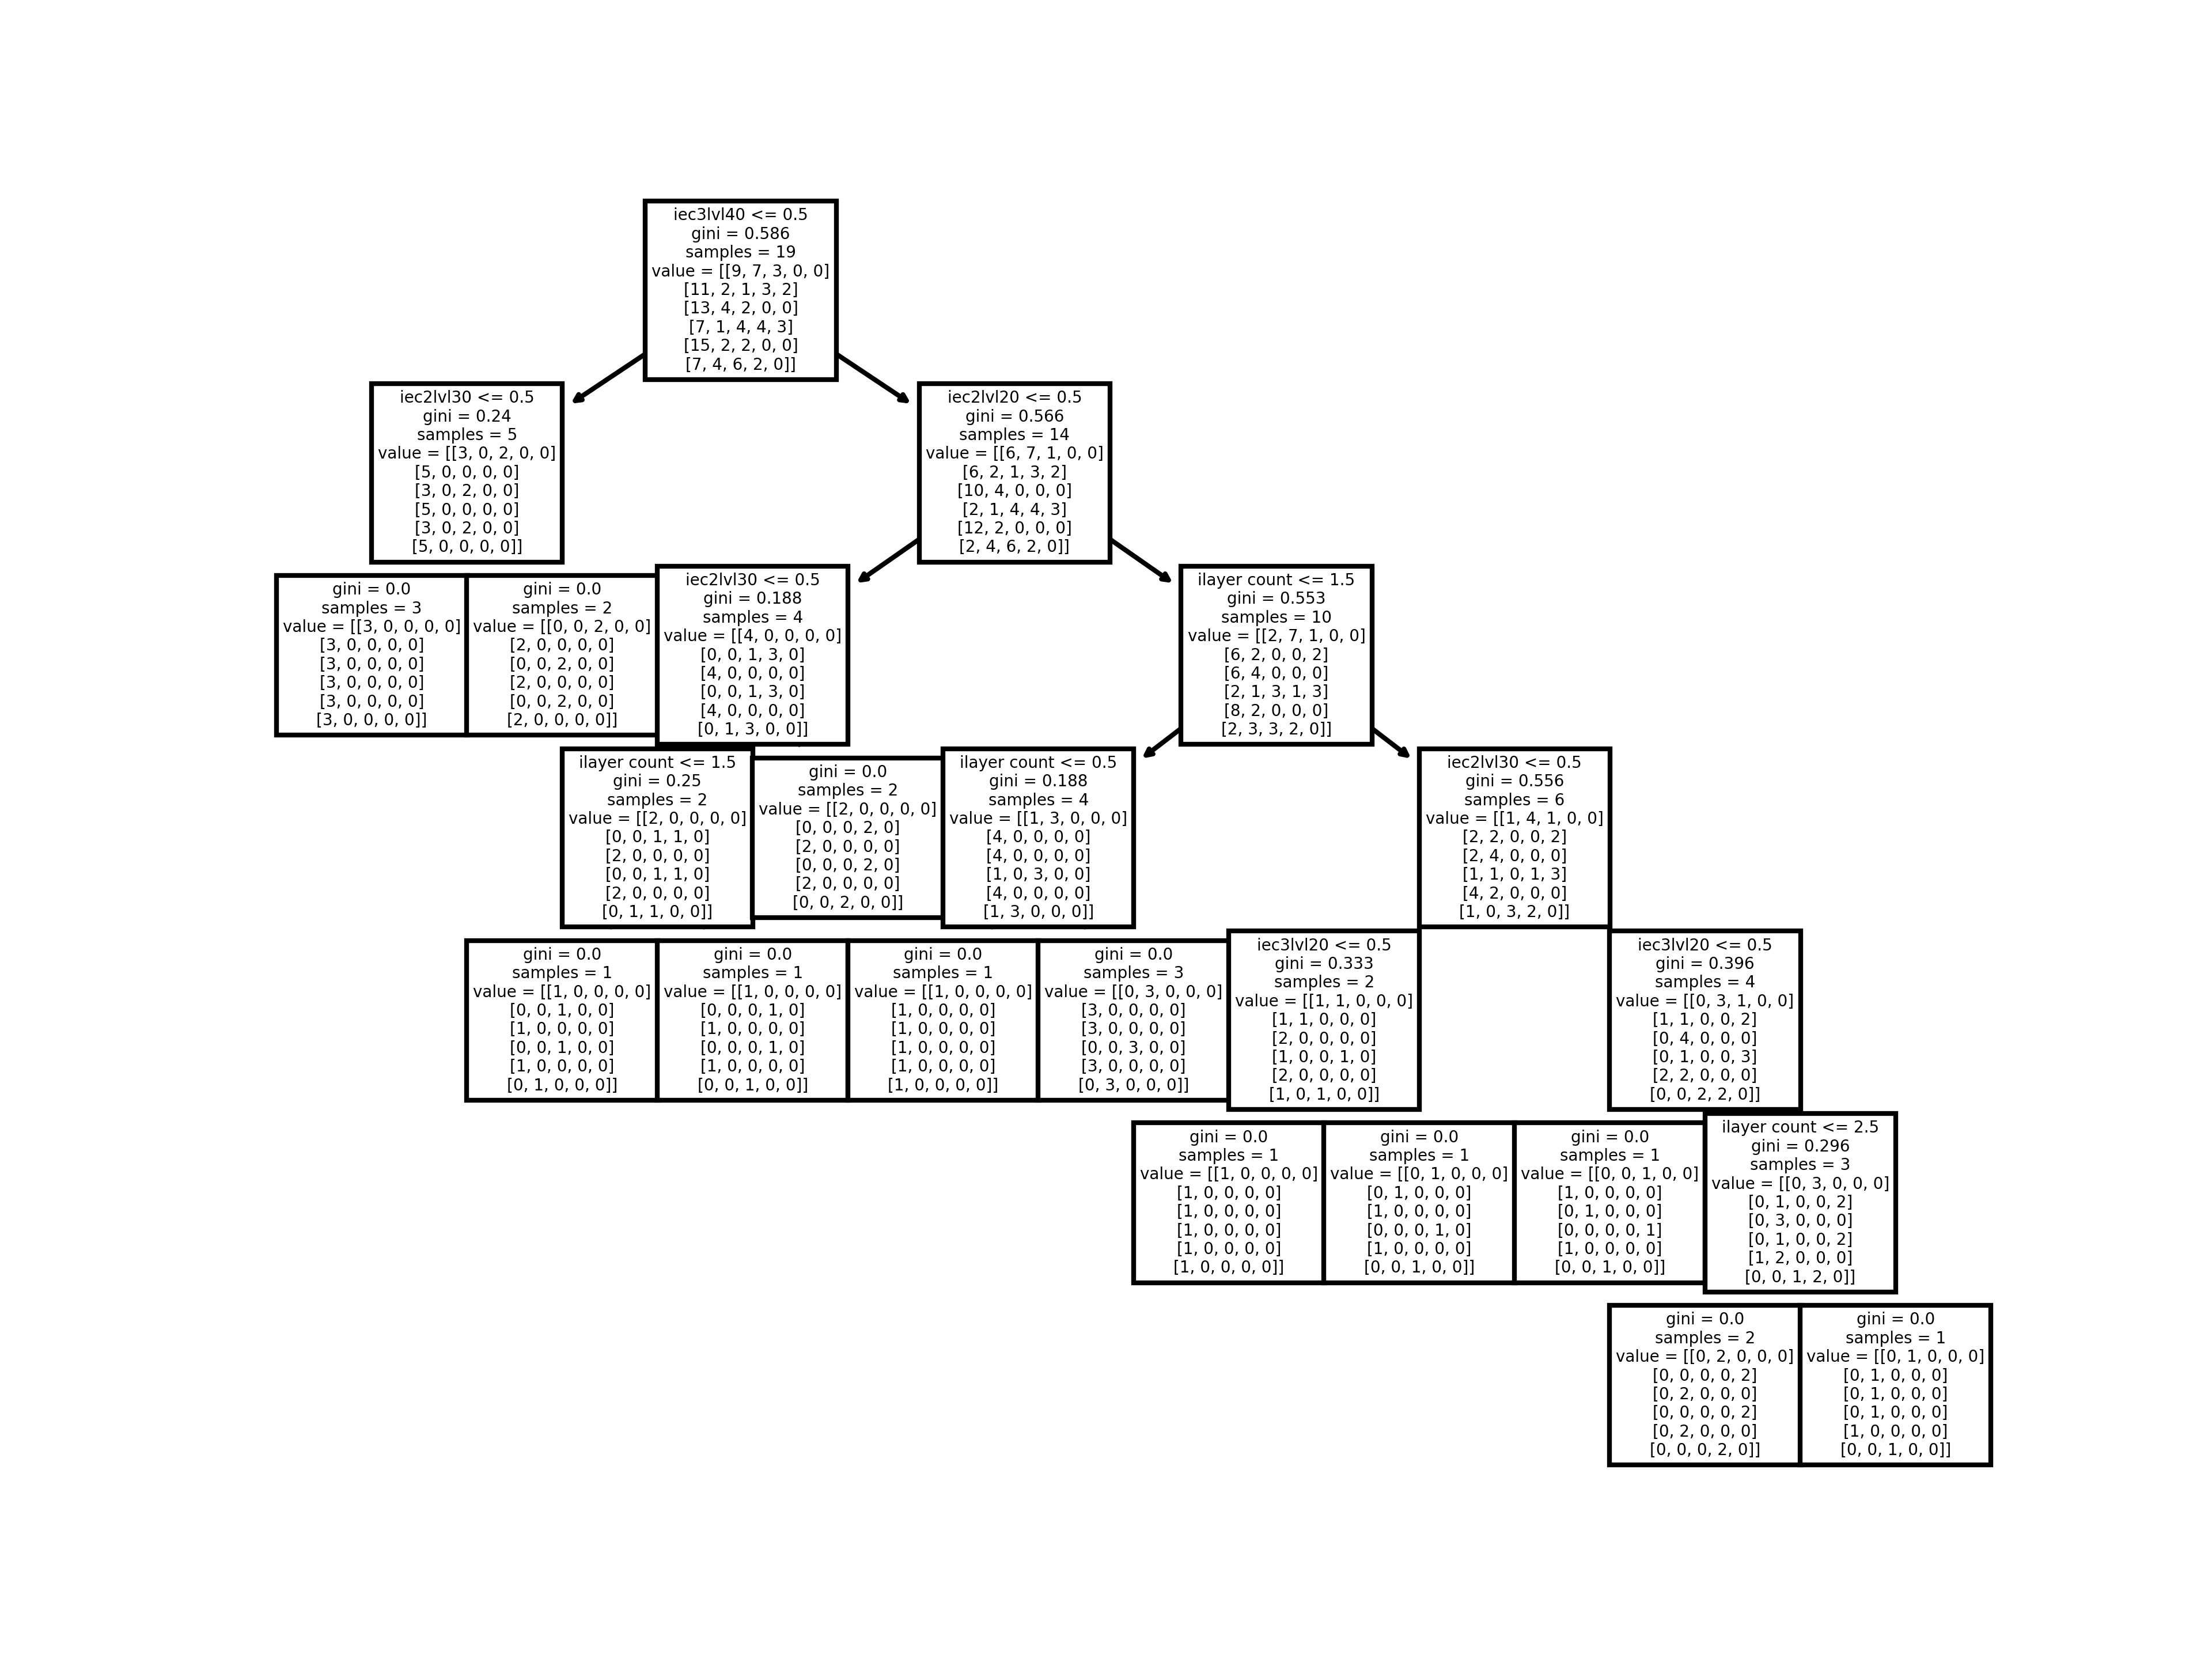 iec3lvl40 <= 0.5
gini = 0.586
samples = 19
value = [[9, 7, 3, 0, 0]
[11, 2, 1, 3, 2]
[13, 4, 2, 0, 0]
[7, 1, 4, 4, 3]
[15, 2, 2, 0, 0]
[7, 4, 6, 2, 0]]
iec2lvl30 <= 0.5
gini = 0.24
samples = 5
value = [[3, 0, 2, 0, 0]
[5, 0, 0, 0, 0]
[3, 0, 2, 0, 0]
[5, 0, 0, 0, 0]
[3, 0, 2, 0, 0]
[5, 0, 0, 0, 0]]
iec2lvl20 <= 0.5
gini = 0.566
samples = 14
value = [[6, 7, 1, 0, 0]
[6, 2, 1, 3, 2]
[10, 4, 0, 0, 0]
[2, 1, 4, 4, 3]
[12, 2, 0, 0, 0]
[2, 4, 6, 2, 0]]
gini = 0.0
samples = 3
value = [[3, 0, 0, 0, 0]
[3, 0, 0, 0, 0]
[3, 0, 0, 0, 0]
[3, 0, 0, 0, 0]
[3, 0, 0, 0, 0]
[3, 0, 0, 0, 0]]
gini = 0.0
samples = 2
value = [[0, 0, 2, 0, 0]
[2, 0, 0, 0, 0]
[0, 0, 2, 0, 0]
[2, 0, 0, 0, 0]
[0, 0, 2, 0, 0]
[2, 0, 0, 0, 0]]
iec2lvl30 <= 0.5
gini = 0.188
samples = 4
value = [[4, 0, 0, 0, 0]
[0, 0, 1, 3, 0]
[4, 0, 0, 0, 0]
[0, 0, 1, 3, 0]
[4, 0, 0, 0, 0]
[0, 1, 3, 0, 0]]
ilayer count <= 1.5
gini = 0.553
samples = 10
value = [[2, 7, 1, 0, 0]
[6, 2, 0, 0, 2]
[6, 4, 0, 0, 0]
[2, 1, 3, 1, 3]
[8, 2, 0, 0, 0]
[2, 3, 3, 2, 0]]
ilayer count <= 1.5
gini = 0.25
samples = 2
value = [[2, 0, 0, 0, 0]
[0, 0, 1, 1, 0]
[2, 0, 0, 0, 0]
[0, 0, 1, 1, 0]
[2, 0, 0, 0, 0]
[0, 1, 1, 0, 0]]
gini = 0.0
samples = 2
value = [[2, 0, 0, 0, 0]
[0, 0, 0, 2, 0]
[2, 0, 0, 0, 0]
[0, 0, 0, 2, 0]
[2, 0, 0, 0, 0]
[0, 0, 2, 0, 0]]
ilayer count <= 0.5
gini = 0.188
samples = 4
value = [[1, 3, 0, 0, 0]
[4, 0, 0, 0, 0]
[4, 0, 0, 0, 0]
[1, 0, 3, 0, 0]
[4, 0, 0, 0, 0]
[1, 3, 0, 0, 0]]
iec2lvl30 <= 0.5
gini = 0.556
samples = 6
value = [[1, 4, 1, 0, 0]
[2, 2, 0, 0, 2]
[2, 4, 0, 0, 0]
[1, 1, 0, 1, 3]
[4, 2, 0, 0, 0]
[1, 0, 3, 2, 0]]
gini = 0.0
samples = 1
value = [[1, 0, 0, 0, 0]
[0, 0, 1, 0, 0]
[1, 0, 0, 0, 0]
[0, 0, 1, 0, 0]
[1, 0, 0, 0, 0]
[0, 1, 0, 0, 0]]
gini = 0.0
samples = 1
value = [[1, 0, 0, 0, 0]
[0, 0, 0, 1, 0]
[1, 0, 0, 0, 0]
[0, 0, 0, 1, 0]
[1, 0, 0, 0, 0]
[0, 0, 1, 0, 0]]
gini = 0.0
samples = 1
value = [[1, 0, 0, 0, 0]
[1, 0, 0, 0, 0]
[1, 0, 0, 0, 0]
[1, 0, 0, 0, 0]
[1, 0, 0, 0, 0]
[1, 0, 0, 0, 0]]
gini = 0.0
samples = 3
value = [[0, 3, 0, 0, 0]
[3, 0, 0, 0, 0]
[3, 0, 0, 0, 0]
[0, 0, 3, 0, 0]
[3, 0, 0, 0, 0]
[0, 3, 0, 0, 0]]
iec3lvl20 <= 0.5
gini = 0.333
samples = 2
value = [[1, 1, 0, 0, 0]
[1, 1, 0, 0, 0]
[2, 0, 0, 0, 0]
[1, 0, 0, 1, 0]
[2, 0, 0, 0, 0]
[1, 0, 1, 0, 0]]
iec3lvl20 <= 0.5
gini = 0.396
samples = 4
value = [[0, 3, 1, 0, 0]
[1, 1, 0, 0, 2]
[0, 4, 0, 0, 0]
[0, 1, 0, 0, 3]
[2, 2, 0, 0, 0]
[0, 0, 2, 2, 0]]
gini = 0.0
samples = 1
value = [[1, 0, 0, 0, 0]
[1, 0, 0, 0, 0]
[1, 0, 0, 0, 0]
[1, 0, 0, 0, 0]
[1, 0, 0, 0, 0]
[1, 0, 0, 0, 0]]
gini = 0.0
samples = 1
value = [[0, 1, 0, 0, 0]
[0, 1, 0, 0, 0]
[1, 0, 0, 0, 0]
[0, 0, 0, 1, 0]
[1, 0, 0, 0, 0]
[0, 0, 1, 0, 0]]
gini = 0.0
samples = 1
value = [[0, 0, 1, 0, 0]
[1, 0, 0, 0, 0]
[0, 1, 0, 0, 0]
[0, 0, 0, 0, 1]
[1, 0, 0, 0, 0]
[0, 0, 1, 0, 0]]
ilayer count <= 2.5
gini = 0.296
samples = 3
value = [[0, 3, 0, 0, 0]
[0, 1, 0, 0, 2]
[0, 3, 0, 0, 0]
[0, 1, 0, 0, 2]
[1, 2, 0, 0, 0]
[0, 0, 1, 2, 0]]
gini = 0.0
samples = 2
value = [[0, 2, 0, 0, 0]
[0, 0, 0, 0, 2]
[0, 2, 0, 0, 0]
[0, 0, 0, 0, 2]
[0, 2, 0, 0, 0]
[0, 0, 0, 2, 0]]
gini = 0.0
samples = 1
value = [[0, 1, 0, 0, 0]
[0, 1, 0, 0, 0]
[0, 1, 0, 0, 0]
[0, 1, 0, 0, 0]
[1, 0, 0, 0, 0]
[0, 0, 1, 0, 0]]